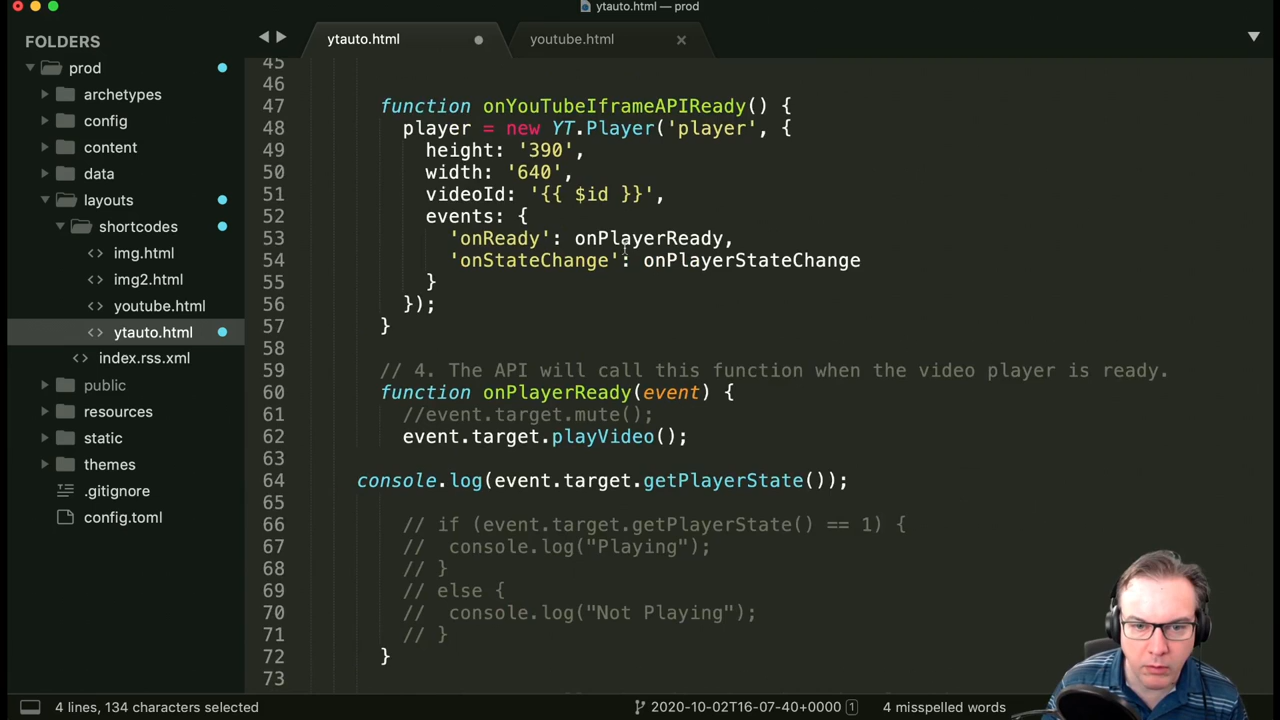 ytauto.html — prod
FOLDERS
prod
archetypes
config
content
data
layouts
shortcodes
img.html
img2.html
youtube.html
ytauto.html
index.rss.xml
public
resources
static
themes
.gitignore
config.toml
ytauto.html
youtube.html
45
46
47 function onYouTubeIframeAPIReady() {
48 player = new YT.Player('player', {
49 height: '390',
50 width: '640',
51 videoId: '{{ $id }}',
52 events: {
53 'onReady': onPlayerReady,
54 'onStateChange': onPlayerStateChange
55 }
56 });
57 }
58
59 // 4. The API will call this function when the video player is ready.
60 function onPlayerReady(event) {
61 //event.target.mute();
62 event.target.playVideo();
63
64 console.log(event.target.getPlayerState());
65
66 // if (event.target.getPlayerState() == 1) {
67 //  console.log("Playing");
68 // }
69 // else {
70 //  console.log("Not Playing");
71 // }
72 }
73
4 lines, 134 characters selected
2020-10-02T16-07-40+0000 1
4 misspelled words